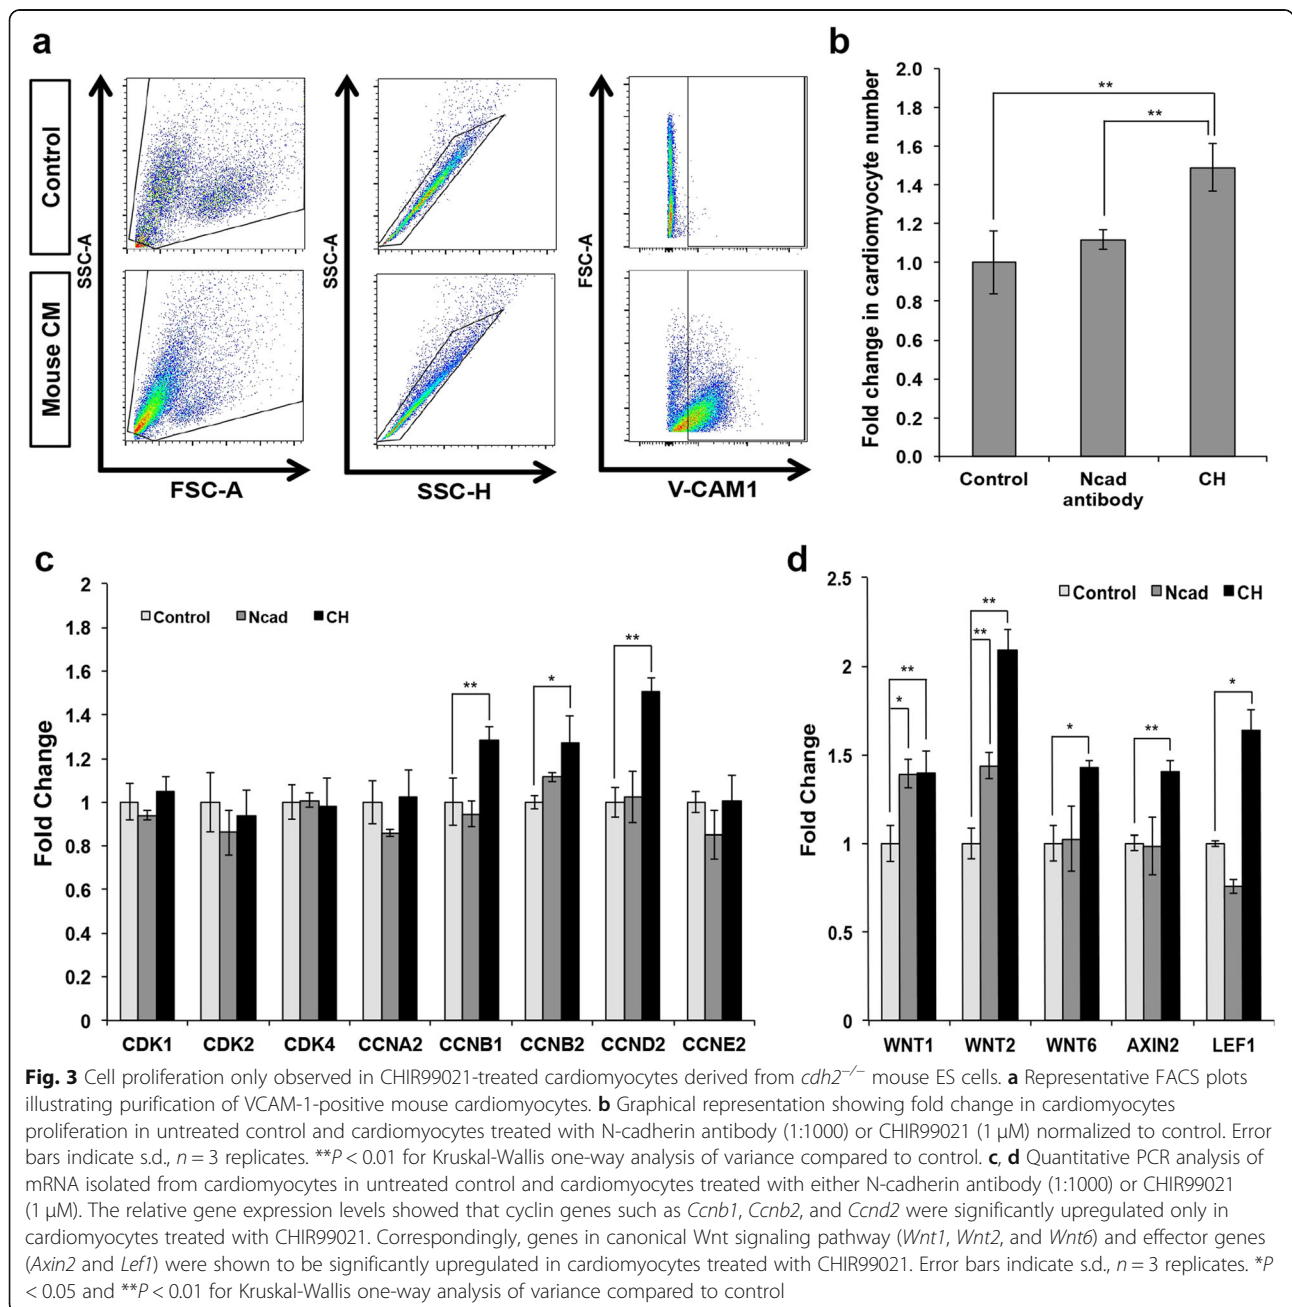 a
Control
Mouse CM
SSC-A
FSC-A
SSC-A
SSC-H
FSC-A
V-CAM1
b
Fold change in cardiomyocyte number
2.0
1.8
1.6
1.4
1.2
1.0
0.8
0.6
0.4
0.2
0.0
**
**
Control
Ncad
antibody
CH
c
Fold Change
2
1.8
1.6
1.4
1.2
1
0.8
0.6
0.4
0.2
0
Control Ncad CH
** * **
CDK1 CDK2 CDK4 CCNA2 CCNB1 CCNB2 CCND2 CCNE2
d
Fold Change
2.5
2
1.5
1
0.5
0
Control Ncad CH
**
*
**
**
*
**
*
WNT1 WNT2 WNT6 AXIN2 LEF1
Fig. 3 Cell proliferation only observed in CHIR99021-treated cardiomyocytes derived from cdh2−/− mouse ES cells. a Representative FACS plots
illustrating purification of VCAM-1-positive mouse cardiomyocytes. b Graphical representation showing fold change in cardiomyocytes
proliferation in untreated control and cardiomyocytes treated with N-cadherin antibody (1:1000) or CHIR99021 (1 μM) normalized to control. Error
bars indicate s.d., n = 3 replicates. **P < 0.01 for Kruskal-Wallis one-way analysis of variance compared to control. c, d Quantitative PCR analysis of
mRNA isolated from cardiomyocytes in untreated control and cardiomyocytes treated with either N-cadherin antibody (1:1000) or CHIR99021
(1 μM). The relative gene expression levels showed that cyclin genes such as Ccnb1, Ccnb2, and Ccnd2 were significantly upregulated only in
cardiomyocytes treated with CHIR99021. Correspondingly, genes in canonical Wnt signaling pathway (Wnt1, Wnt2, and Wnt6) and effector genes
(Axin2 and Lef1) were shown to be significantly upregulated in cardiomyocytes treated with CHIR99021. Error bars indicate s.d., n = 3 replicates. *P
< 0.05 and **P < 0.01 for Kruskal-Wallis one-way analysis of variance compared to control